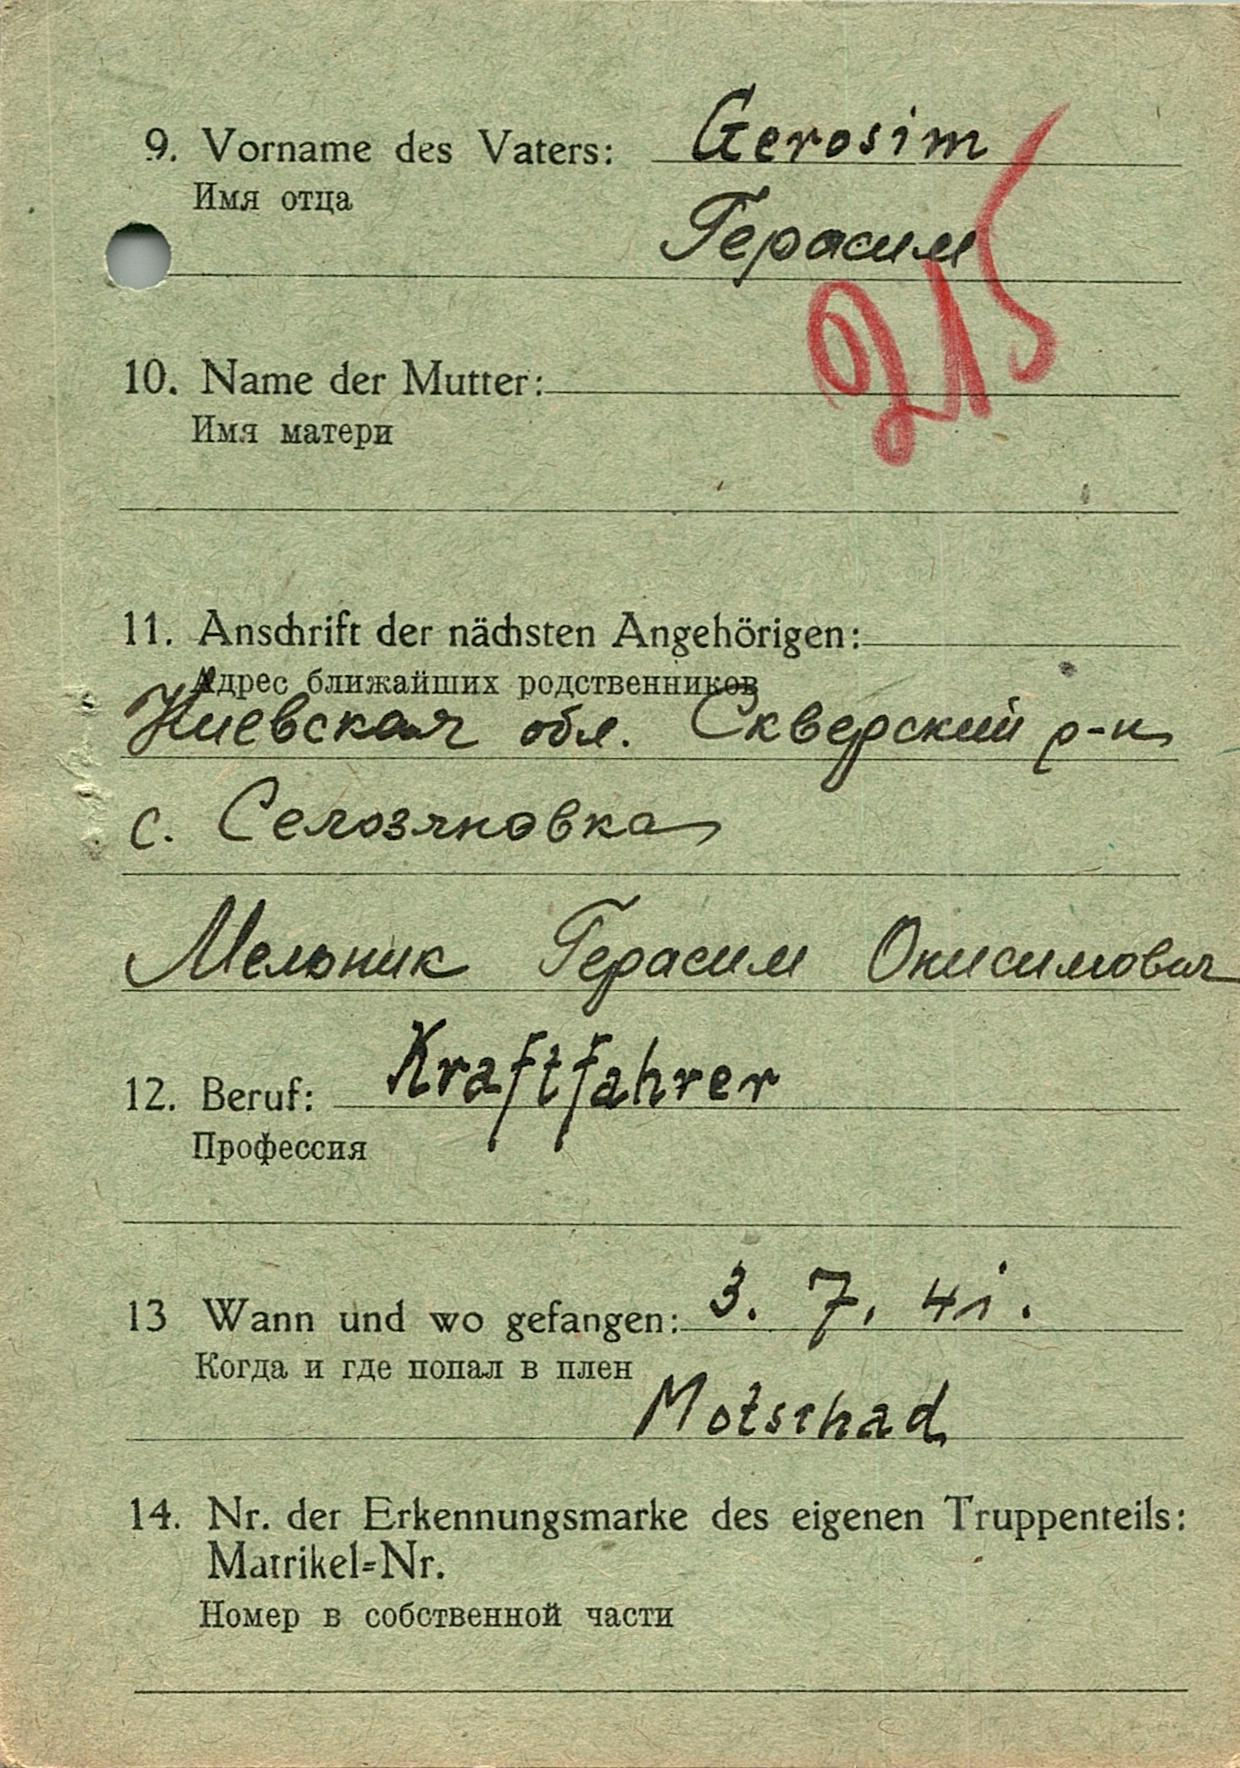 9. Vorname des Vaters: Gerosim
Имя отца
Герасим
215
10. Name der Mutter:
Имя матери
11. Anschrift der nächsten Angehörigen:
Адрес ближайших родственников
Киевская обл. Скверский р-н
с. Селозяновка
Мельник Герасим Онисимович
12. Beruf: Kraftfahrer
Профессия
13 Wann und wo gefangen: 3. 7. 41.
Когда и где попал в плен
Motschad
14. Nr. der Erkennungsmarke des eigenen Truppenteils:
Matrikel=Nr.
Номер в собственной части